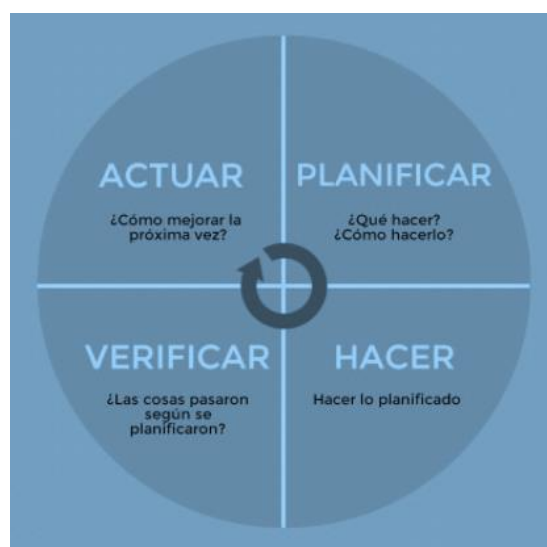 ACTUAR
¿Cómo mejorar la
próxima vez?
PLANIFICAR
¿Qué hacer?
¿Cómo hacerlo?
VERIFICAR
¿Las cosas pasaron
según se
planificaron?
HACER
Hacer lo planificado